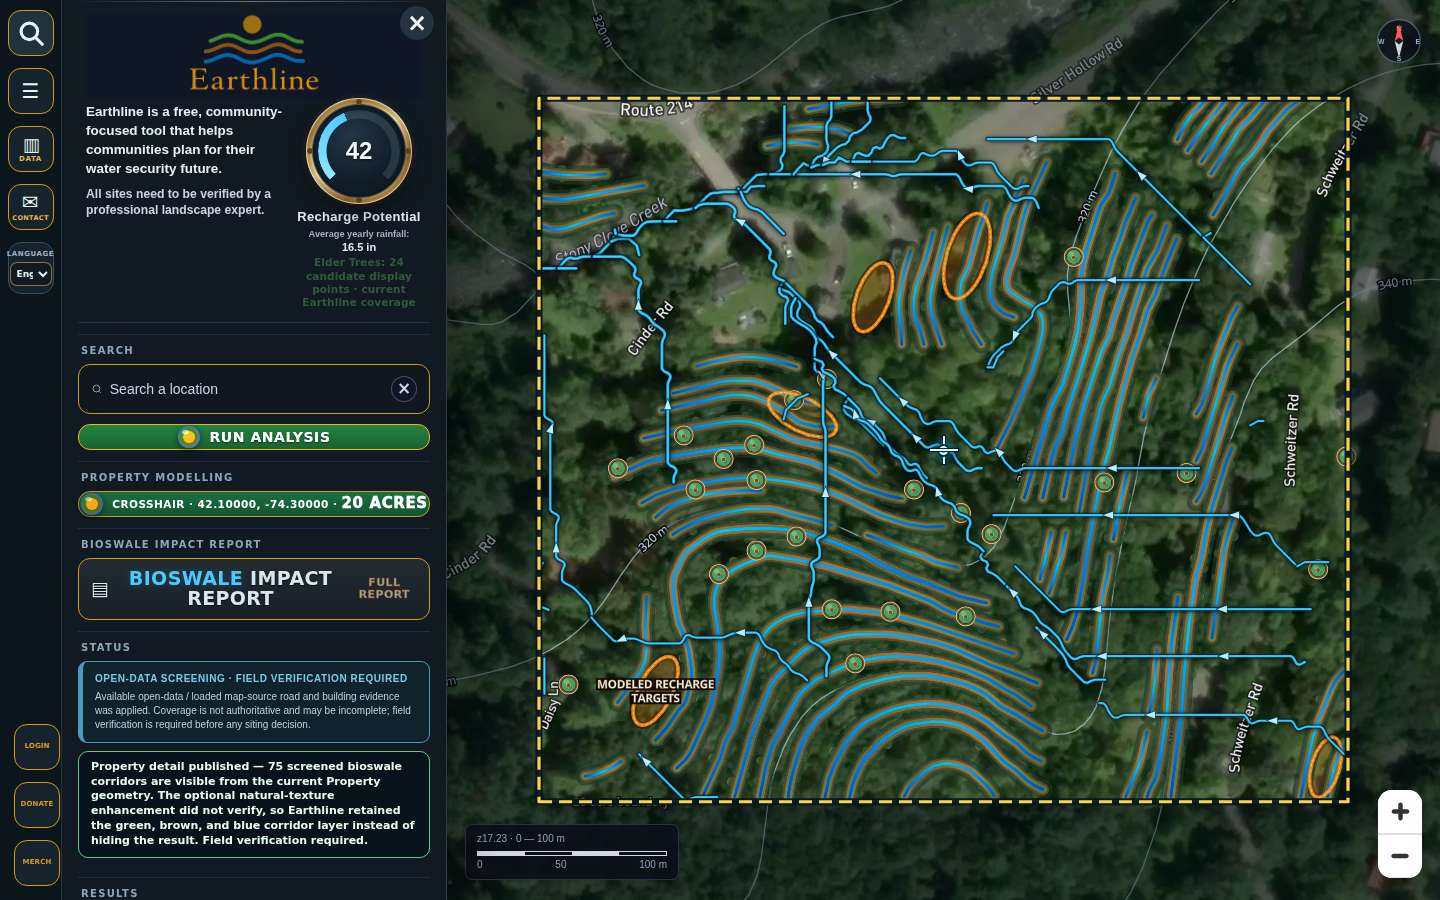 DATA
CONTACT
LANGUAGE
Eng
LOGIN
DONATE
MERCH
Earthline
Earthline is a free, community-
focused tool that helps
communities plan for their
water security future.
All sites need to be verified by a
professional landscape expert.
42
Recharge Potential
Average yearly rainfall:
16.5 in
Elder Trees: 24
candidate display
points · current
Earthline coverage
SEARCH
Search a location
RUN ANALYSIS
PROPERTY MODELLING
CROSSHAIR · 42.10000, -74.30000 · 20 ACRES
BIOSWALE IMPACT REPORT
BIOSWALE IMPACT
REPORT
FULL
REPORT
STATUS
OPEN-DATA SCREENING · FIELD VERIFICATION REQUIRED
Available open-data / loaded map-source road and building evidence
was applied. Coverage is not authoritative and may be incomplete; field
verification is required before any siting decision.
Property detail published — 75 screened bioswale
corridors are visible from the current Property
geometry. The optional natural-texture
enhancement did not verify, so Earthline retained
the green, brown, and blue corridor layer instead of
hiding the result. Field verification required.
RESULTS
320 m
Silver Hollow Rd
Route 214
Schweitzer Rd
Stony Clove Creek
320 m
340 m
Cinder Rd
Schweitzer Rd
320 m
Cinder Rd
MODELED RECHARGE
TARGETS
Daisy Ln
Schweitzer Rd
m
W
E
S
z17.23 · 0 — 100 m
0
50
100 m